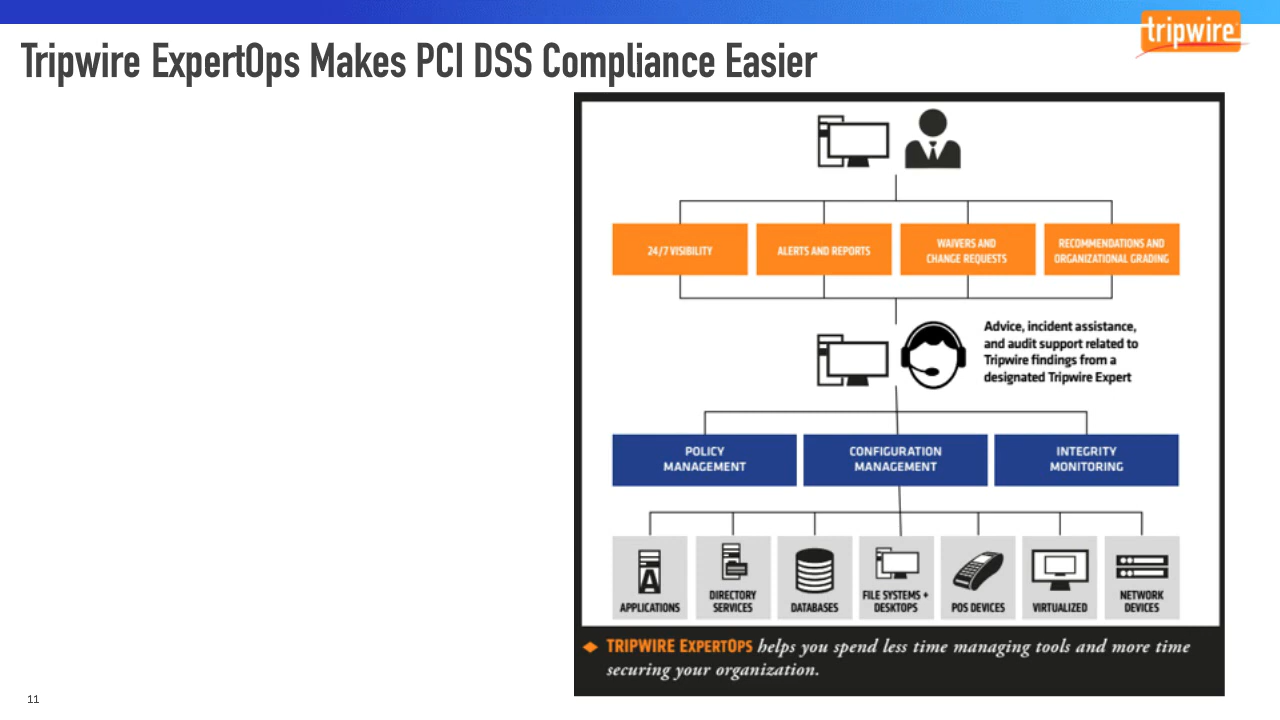 tripwire
Tripwire ExpertOps Makes PCI DSS Compliance Easier
24/7 VISIBILITY
ALERTS AND REPORTS
WAIVERS AND
CHANGE REQUESTS
RECOMMENDATIONS AND
ORGANIZATIONAL GRADING
Advice, incident assistance,
and audit support related to
Tripwire findings from a
designated Tripwire Expert
POLICY
MANAGEMENT
CONFIGURATION
MANAGEMENT
INTEGRITY
MONITORING
A
APPLICATIONS
DIRECTORY
SERVICES
DATABASES
FILE SYSTEMS +
DESKTOPS
POS DEVICES
VIRTUALIZED
NETWORK
DEVICES
TRIPWIRE EXPERTOPS helps you spend less time managing tools and more time
securing your organization.
11